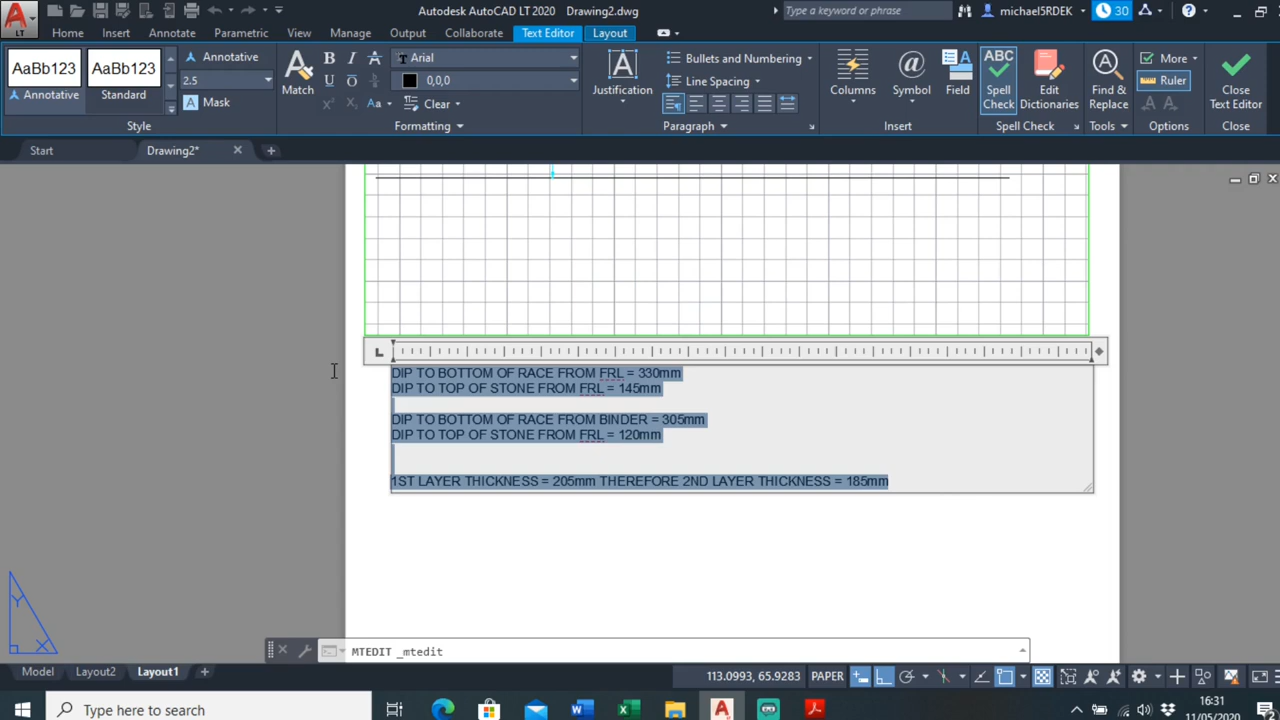 Autodesk AutoCAD LT 2020 Drawing2.dwg
Type a keyword or phrase
michael5RDEK
30
LT
Home Insert Annotate Parametric View Manage Output Collaborate Text Editor Layout
AaBb123 AaBb123
Annotative Standard
Annotative
2.5
Mask
Style
Match
B I A Arial
U O 0,0,0
Aa Clear
Formatting
Justification
Bullets and Numbering
Line Spacing
Paragraph
Columns Symbol Field
Insert
ABC
Spell Check
Edit Dictionaries
Spell Check
Find & Replace
Tools
More
Ruler
Options
Close Text Editor
Close
Start Drawing2*
L
DIP TO BOTTOM OF RACE FROM FRL = 330mm
DIP TO TOP OF STONE FROM FRL = 145mm
DIP TO BOTTOM OF RACE FROM BINDER = 305mm
DIP TO TOP OF STONE FROM FRL = 120mm
1ST LAYER THICKNESS = 205mm THEREFORE 2ND LAYER THICKNESS = 185mm
Y
X
MTEDIT _mtedit
Model Layout2 Layout1
113.0993, 65.9283 PAPER
Type here to search
16:31
11/05/2020